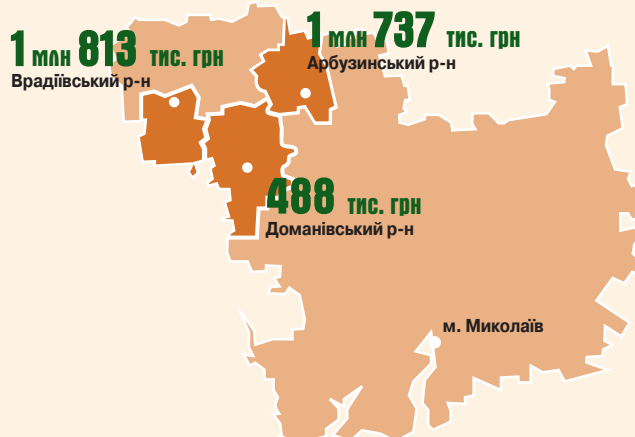 1 млн 813 тис. грн
Врадіївський р-н
1 млн 737 тис. грн
Арбузинський р-н
488 тис. грн
Доманівський р-н
м. Миколаїв